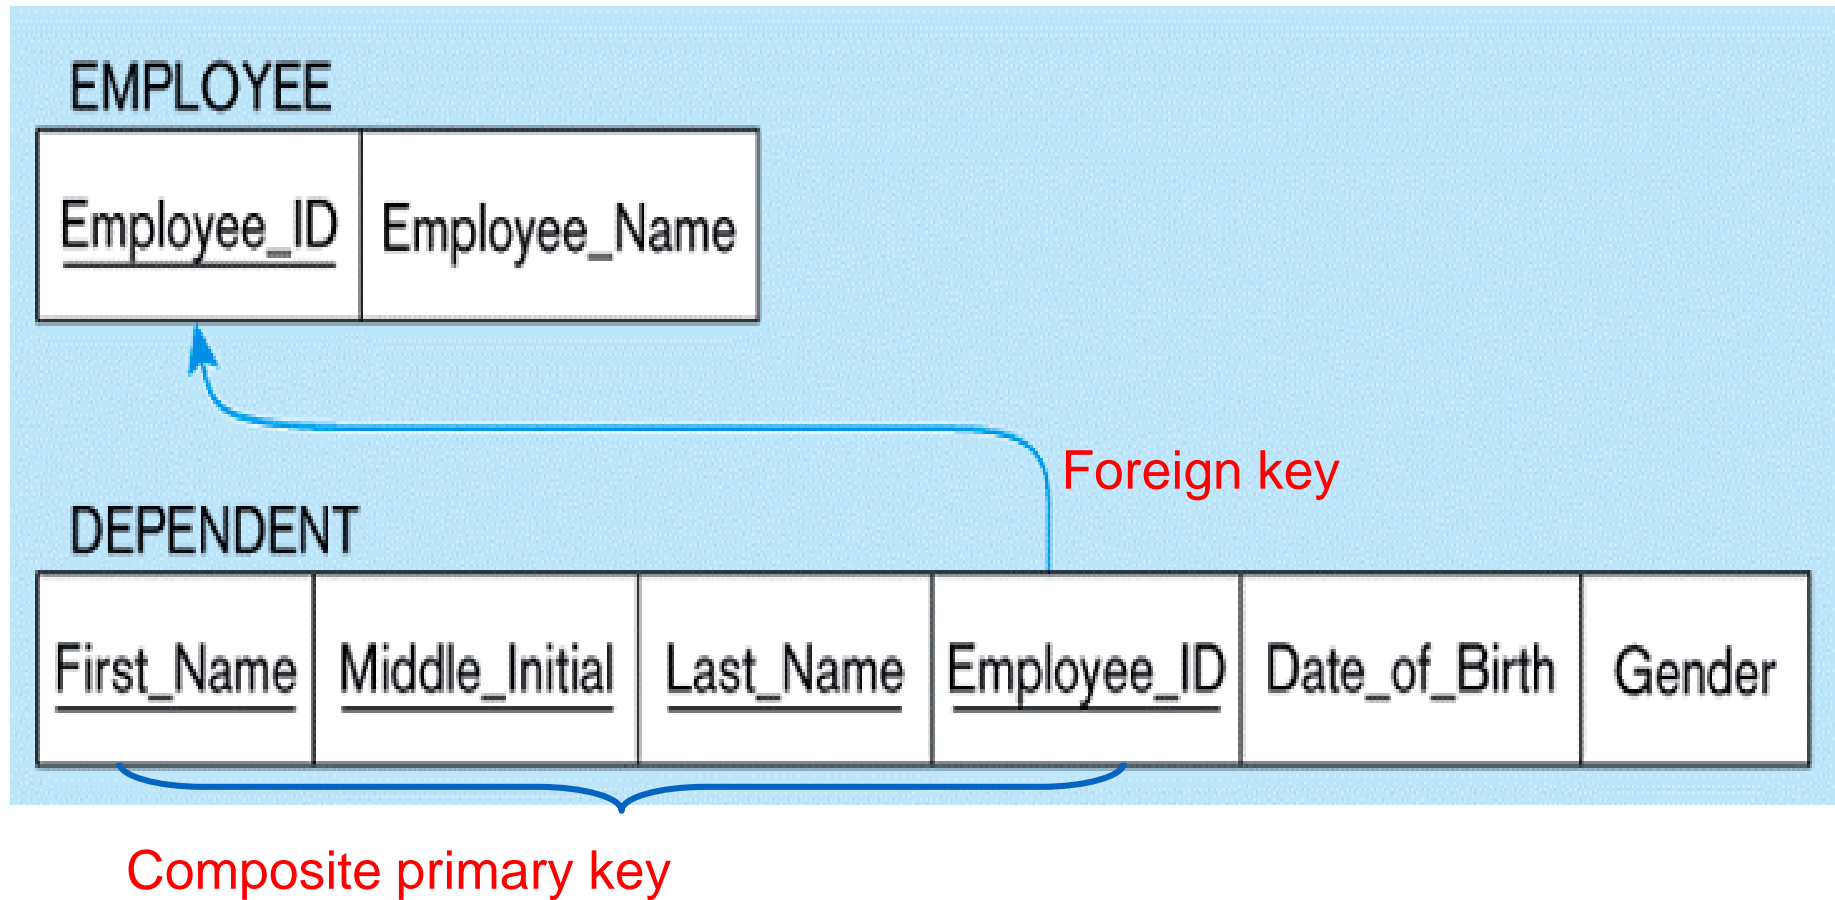 EMPLOYEE
Employee_ID Employee_Name
Foreign key
DEPENDENT
First_Name Middle_Initial Last_Name Employee_ID Date_of_Birth Gender
Composite primary key